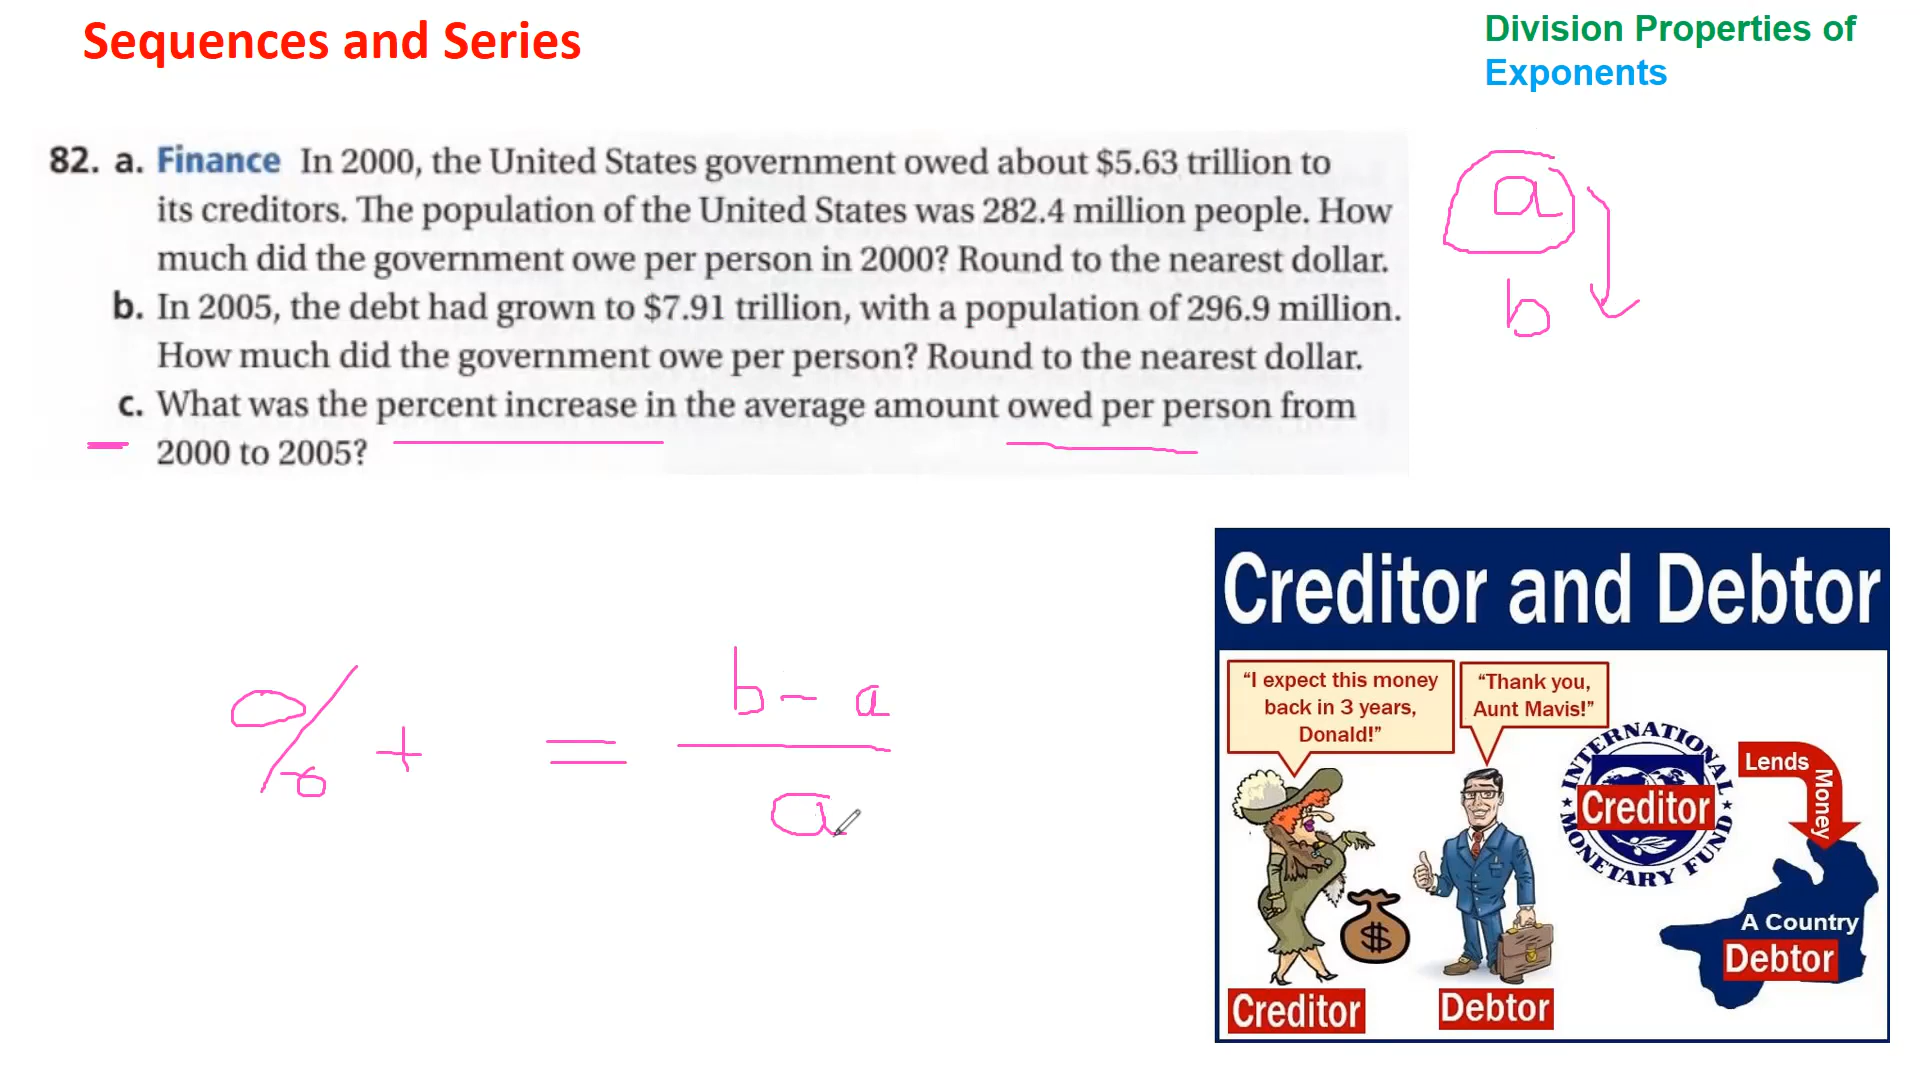 Sequences and Series
Division Properties of
Exponents
82. a. Finance In 2000, the United States government owed about $5.63 trillion to
its creditors. The population of the United States was 282.4 million people. How
much did the government owe per person in 2000? Round to the nearest dollar.
b. In 2005, the debt had grown to $7.91 trillion, with a population of 296.9 million.
How much did the government owe per person? Round to the nearest dollar.
c. What was the percent increase in the average amount owed per person from
2000 to 2005?
a
b
% + =
b - a
a
Creditor and Debtor
“I expect this money
back in 3 years,
Donald!”
“Thank you,
Aunt Mavis!”
INTERNATIONAL
MONETARY FUND
Creditor
Lends
Money
A Country
Debtor
$
Creditor
Debtor